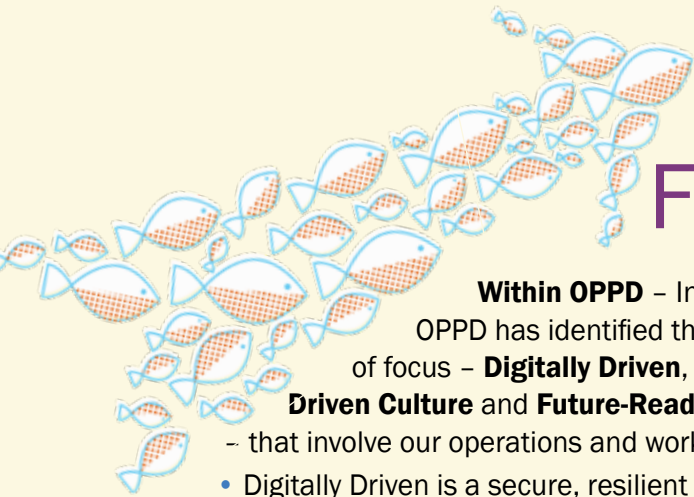 F
Within OPPD – In
OPPD has identified th
of focus – Digitally Driven,
Driven Culture and Future-Read
– that involve our operations and worl
• Digitally Driven is a secure, resilient